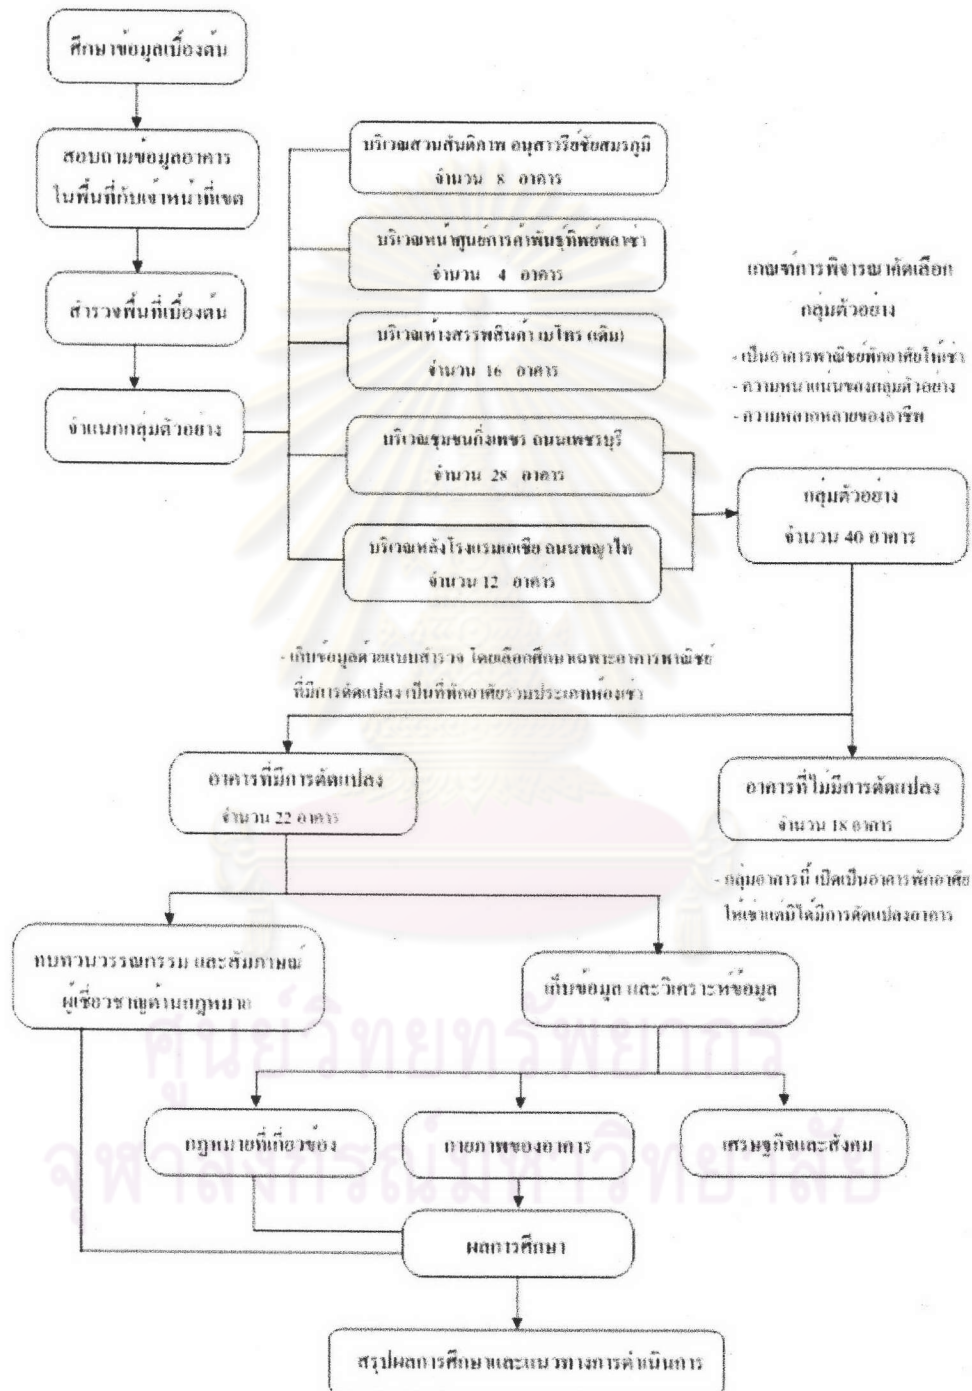 ศึกษาข้อมูลเบื้องต้น
สอบถามข้อมูลอาคาร
ในพื้นที่กับเจ้าหน้าที่เขต
สำรวจพื้นที่เบื้องต้น
จำแนกกลุ่มตัวอย่าง
บริเวณสวนสันติภาพ อนุสาวรีย์ชัยสมรภูมิ
จำนวน 8 อาคาร
บริเวณหน้าศูนย์การค้าพันธุ์ทิพย์พลาซ่า
จำนวน 4 อาคาร
บริเวณห้างสรรพสินค้า เมโทร (เดิม)
จำนวน 16 อาคาร
บริเวณชุมชนกิ่งเพชร ถนนเพชรบุรี
จำนวน 28 อาคาร
บริเวณหลังโรงแรมเอเชีย ถนนพญาไท
จำนวน 12 อาคาร
เกณฑ์การพิจารณาคัดเลือก
กลุ่มตัวอย่าง
- เป็นอาคารพาณิชย์พักอาศัยให้เช่า
- ความหนาแน่นของกลุ่มตัวอย่าง
- ความหลากหลายของอาชีพ
กลุ่มตัวอย่าง
จำนวน 40 อาคาร
- เก็บข้อมูลด้วยแบบสำรวจ โดยเลือกศึกษาเฉพาะอาคารพาณิชย์
ที่มีการดัดแปลง เป็นที่พักอาศัยรวมประเภทห้องเช่า
อาคารที่มีการดัดแปลง
จำนวน 22 อาคาร
อาคารที่ไม่มีการดัดแปลง
จำนวน 18 อาคาร
- กลุ่มอาคารนี้ เปิดเป็นอาคารพักอาศัย
ให้เช่าแต่มิได้มีการดัดแปลงอาคาร
ทบทวนวรรณกรรม และสัมภาษณ์
ผู้เชี่ยวชาญด้านกฎหมาย
เก็บข้อมูล และวิเคราะห์ข้อมูล
ศูนย์วิทยทรัพยากร
จุฬาลงกรณ์มหาวิทยาลัย
กฎหมายที่เกี่ยวข้อง
กายภาพของอาคาร
เศรษฐกิจและสังคม
ผลการศึกษา
สรุปผลการศึกษาและแนวทางการดำเนินการ